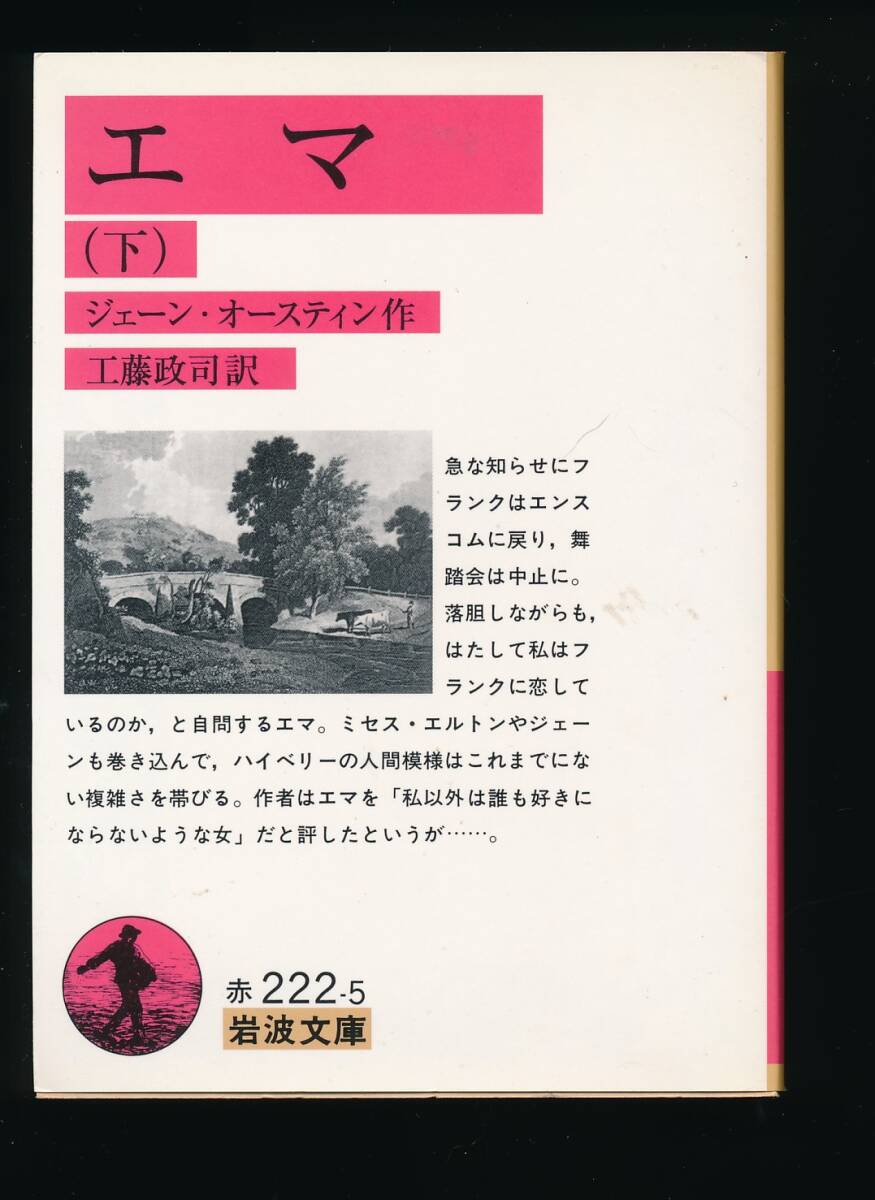 エマ
(下)
ジェーン・オースティン作
工藤政司訳
急な知らせにフ
ランクはエンス
コムに戻り，舞
踏会は中止に。
落胆しながらも，
はたして私はフ
ランクに恋して
いるのか，と自問するエマ。ミセス・エルトンやジェー
ンも巻き込んで，ハイベリーの人間模様はこれまでにな
い複雑さを帯びる。作者はエマを「私以外は誰も好きに
ならないような女」だと評したというが……。
赤 222-5
岩波文庫